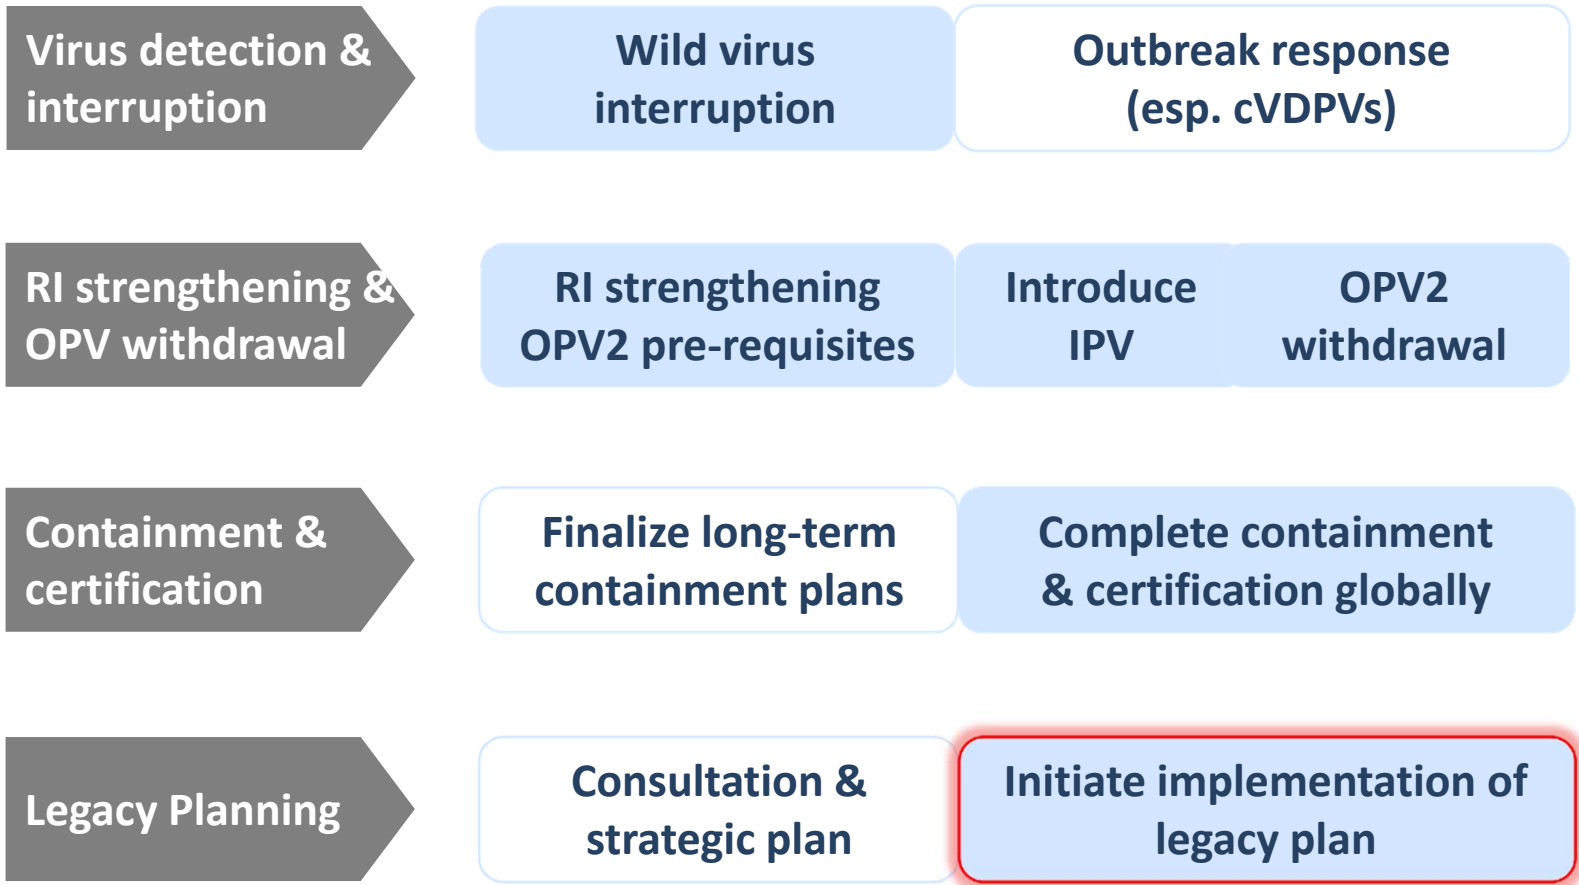 Virus detection &
interruption
Wild virus
interruption
Outbreak response
(esp. cVDPVs)
RI strengthening &
OPV withdrawal
RI strengthening
OPV2 pre-requisites
Introduce
IPV
OPV2
withdrawal
Containment &
certification
Finalize long-term
containment plans
Complete containment
& certification globally
Legacy Planning
Consultation &
strategic plan
Initiate implementation of
legacy plan